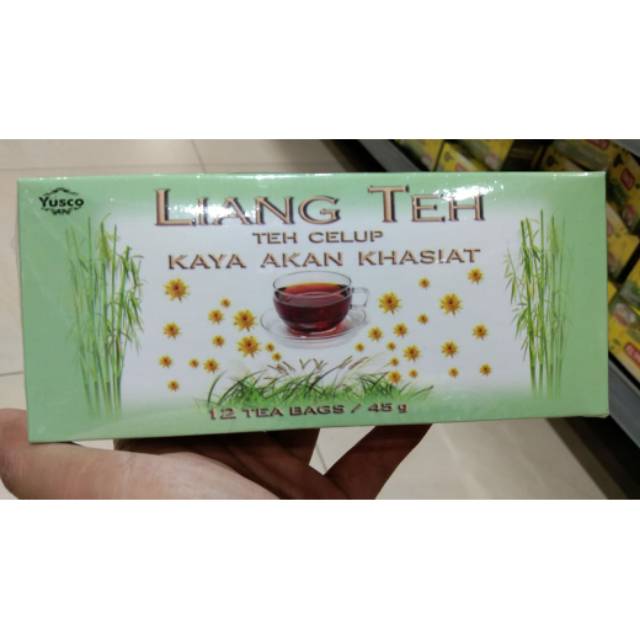 Yusco
LIANG TEH
TEH CELUP
KAYA AKAN KHASIAT
12 TEA BAGS / 45 g